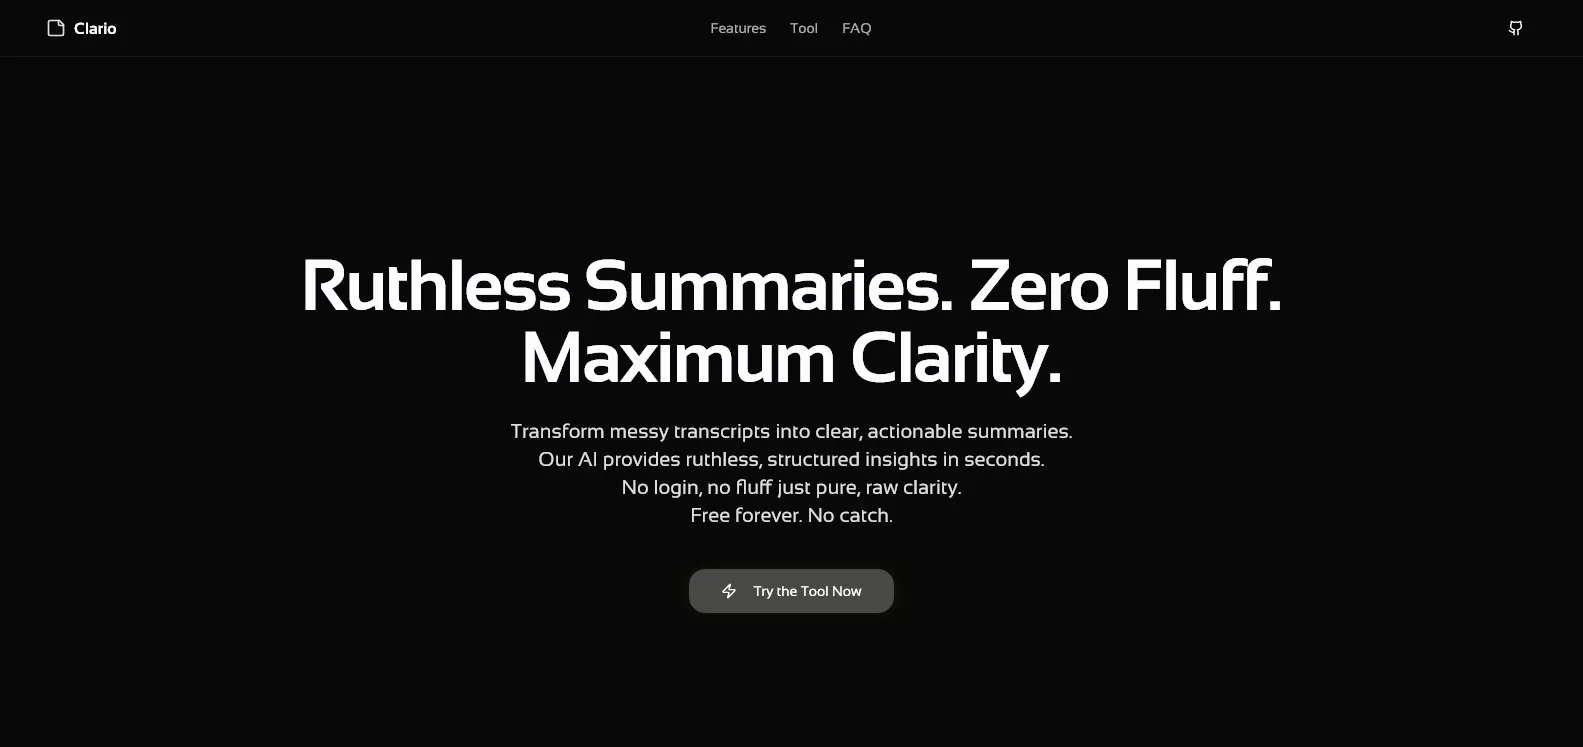 Clario
Features
Tool
FAQ
Ruthless Summaries. Zero Fluff.
Maximum Clarity.
Transform messy transcripts into clear, actionable summaries.
Our AI provides ruthless, structured insights in seconds.
No login, no fluff just pure, raw clarity.
Free forever. No catch.
Try the Tool Now